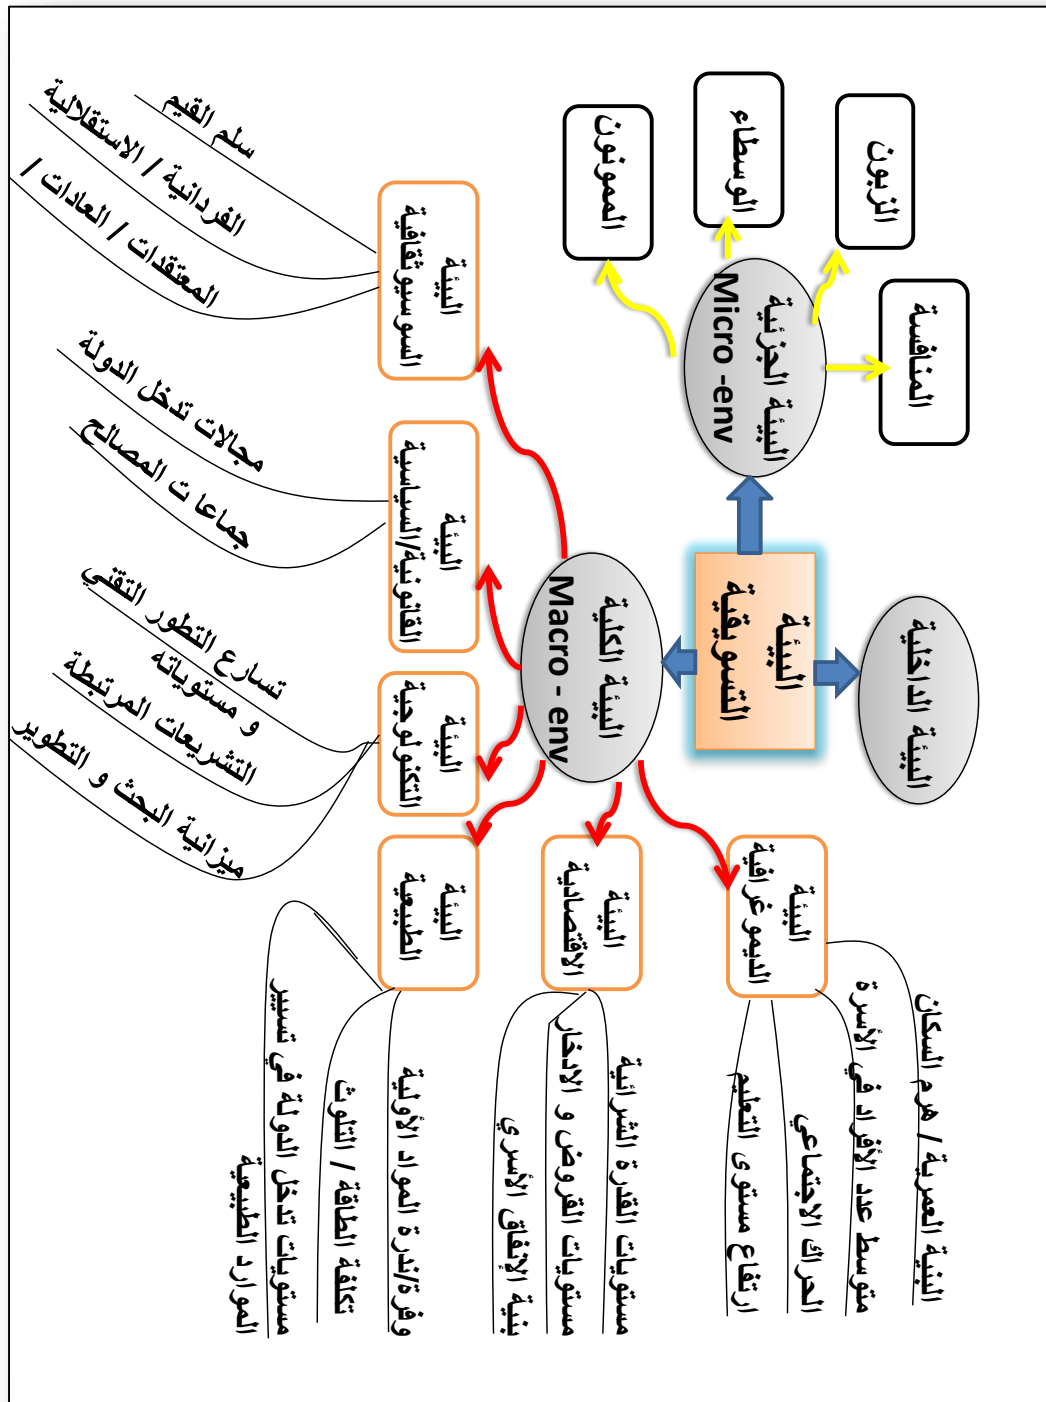 البيئة
التسويقية
البيئة الداخلية
البيئة الجزئية
Micro -env
المنافسة
الزبون
الوسطاء
الممونون
البيئة الكلية
Macro - env
البيئة
الديموغرافية
البنية العمرية / هرم السكان
متوسط عدد الأفراد في الأسرة
الحراك الاجتماعي
ارتفاع مستوى التعليم
البيئة
الاقتصادية
مستويات القدرة الشرائية
مستويات القروض و الادخار
بنية الإنفاق الأسري
البيئة
الطبيعية
وفرة/ندرة المواد الأولية
تكلفة الطاقة / التلوث
مستويات تدخل الدولة في تسيير
الموارد الطبيعية
البيئة
التكنولوجية
تسارع التطور التقني
و مستوياته
التشريعات المرتبطة
ميزانية البحث و التطوير
البيئة
القانونية/السياسية
مجالات تدخل الدولة
جماعا ت المصالح
البيئة
السوسيوثقافية
سلم القيم
الفردانية / الاستقلالية
المعتقدات / العادات /